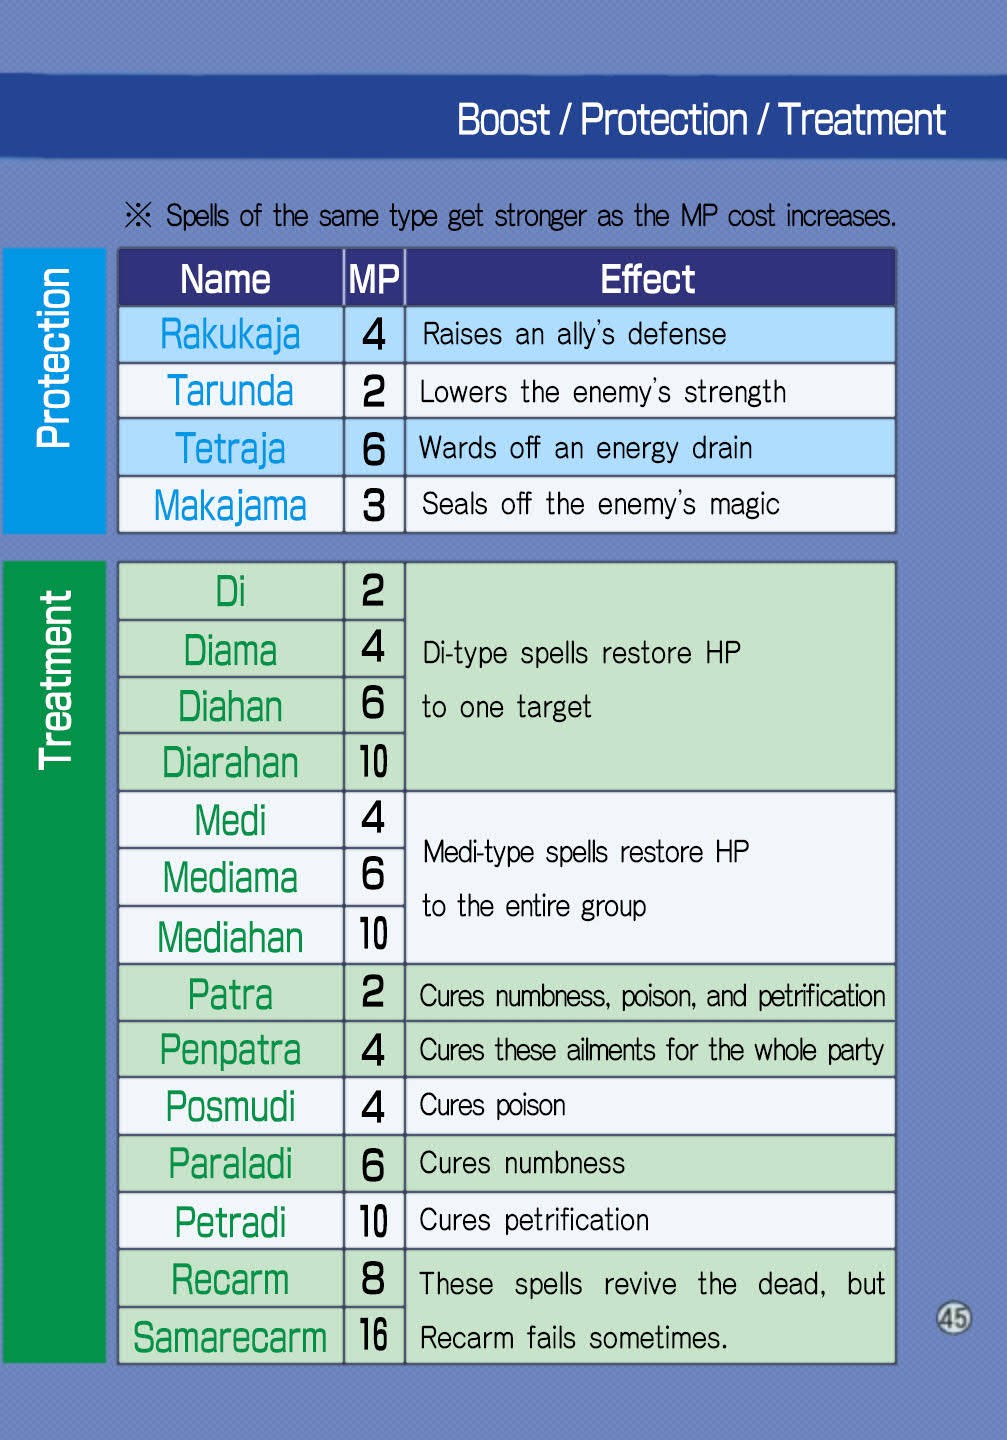 Boost / Protection / Treatment
※ Spells of the same type get stronger as the MP cost increases.
Protection
Name MP Effect
Rakukaja 4 Raises an ally's defense
Tarunda 2 Lowers the enemy's strength
Tetraja 6 Wards off an energy drain
Makajama 3 Seals off the enemy's magic
Treatment
Di 2
Diama 4
Diahan 6
Diarahan 10
Di-type spells restore HP
to one target
Medi 4
Mediama 6
Mediahan 10
Medi-type spells restore HP
to the entire group
Patra 2 Cures numbness, poison, and petrification
Penpatra 4 Cures these ailments for the whole party
Posmudi 4 Cures poison
Paraladi 6 Cures numbness
Petradi 10 Cures petrification
Recarm 8 These spells revive the dead, but
Samarecarm 16 Recarm fails sometimes.
45